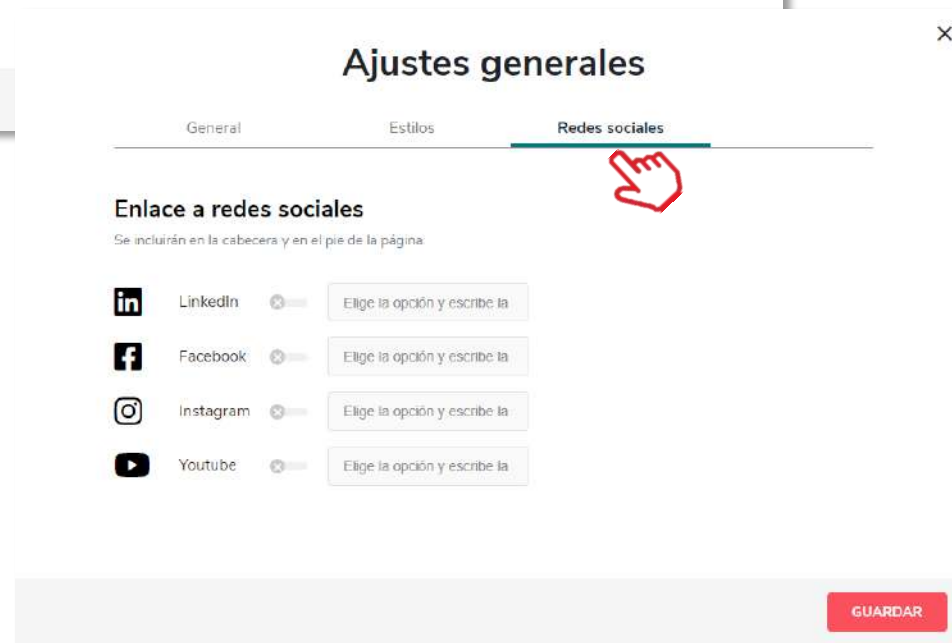 Ajustes generales
General
Estilos
Redes sociales
Enlace a redes sociales
Se incluirán en la cabecera y en el pie de la página
LinkedIn
Elige la opción y escribe la
Facebook
Elige la opción y escribe la
Instagram
Elige la opción y escribe la
Youtube
Elige la opción y escribe la
GUARDAR